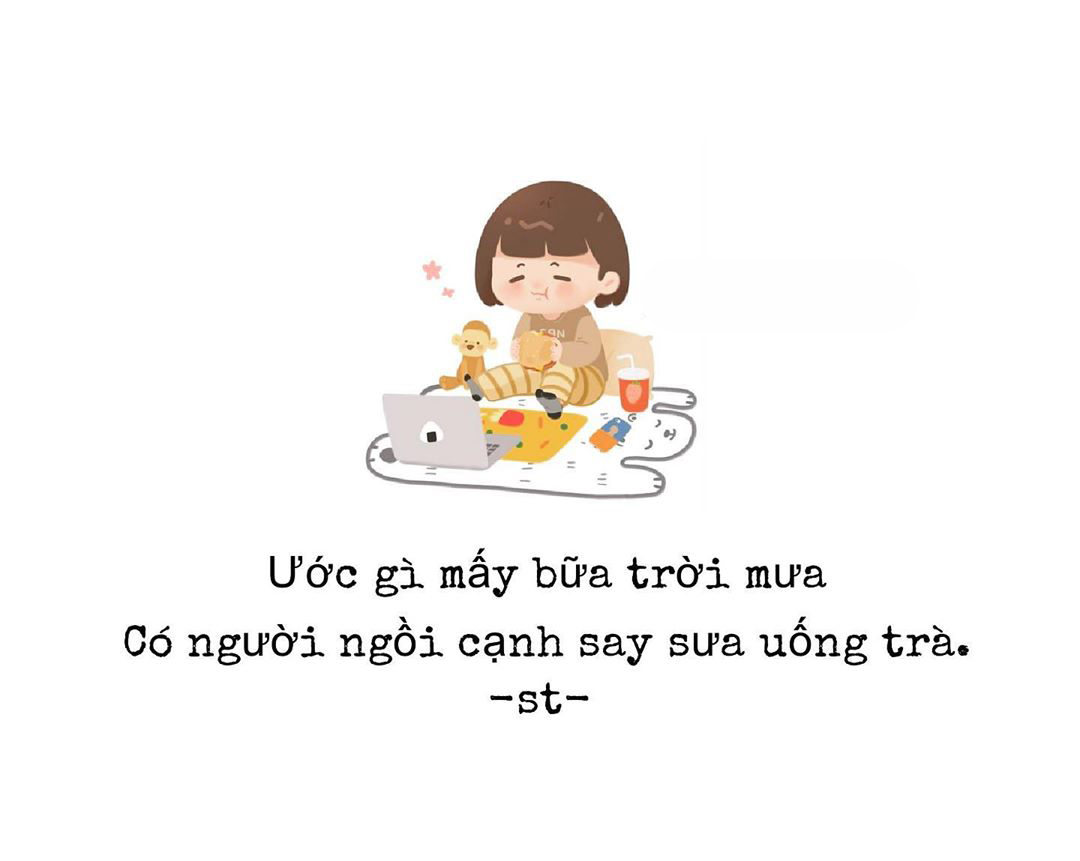 Ước gì mấy bữa trời mưa
Có người ngồi cạnh say sưa uống trà.
-st-